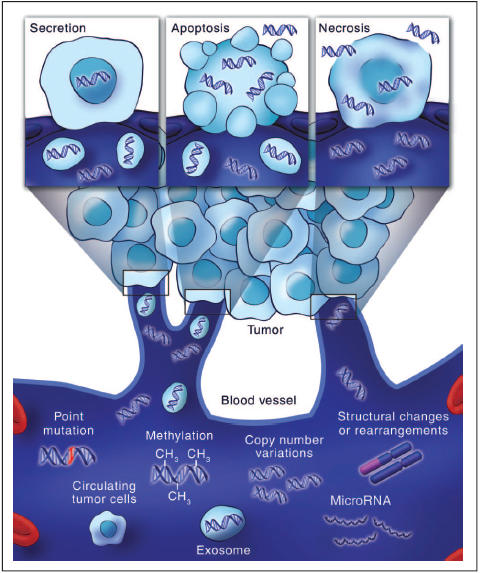 Secretion
Apoptosis
Necrosis
Tumor
Blood vessel
Point
mutation
Methylation
CH3 CH3
CH3
Copy number
variations
Structural changes
or rearrangements
Circulating
tumor cells
Exosome
MicroRNA